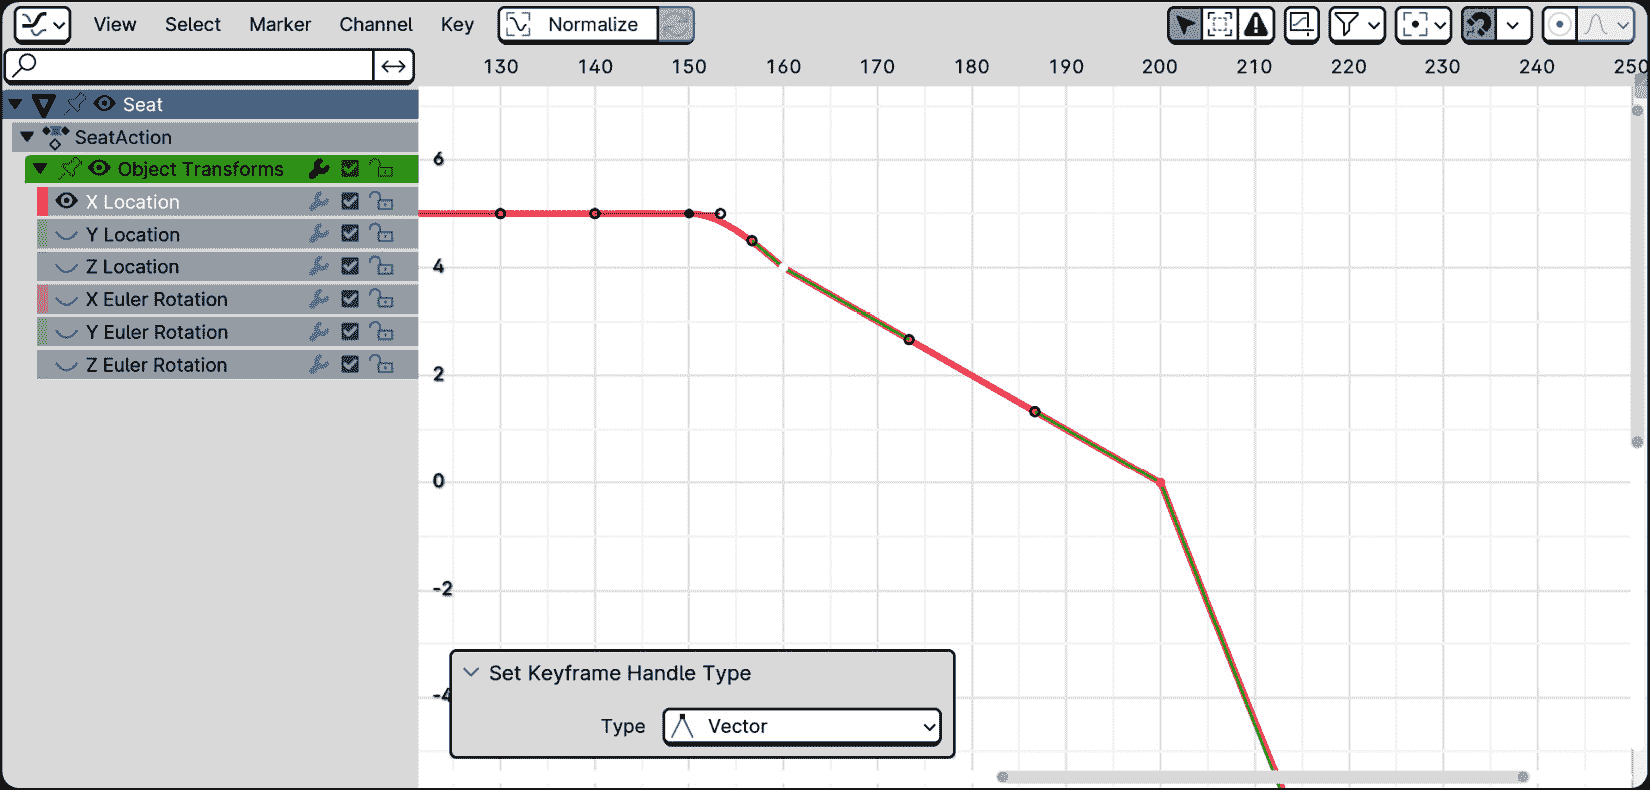 View Select Marker Channel Key Normalize
130 140 150 160 170 180 190 200 210 220 230 240 250
Seat
SeatAction
Object Transforms
X Location
Y Location
Z Location
X Euler Rotation
Y Euler Rotation
Z Euler Rotation
6
4
2
0
-2
-4
Set Keyframe Handle Type
Type Vector